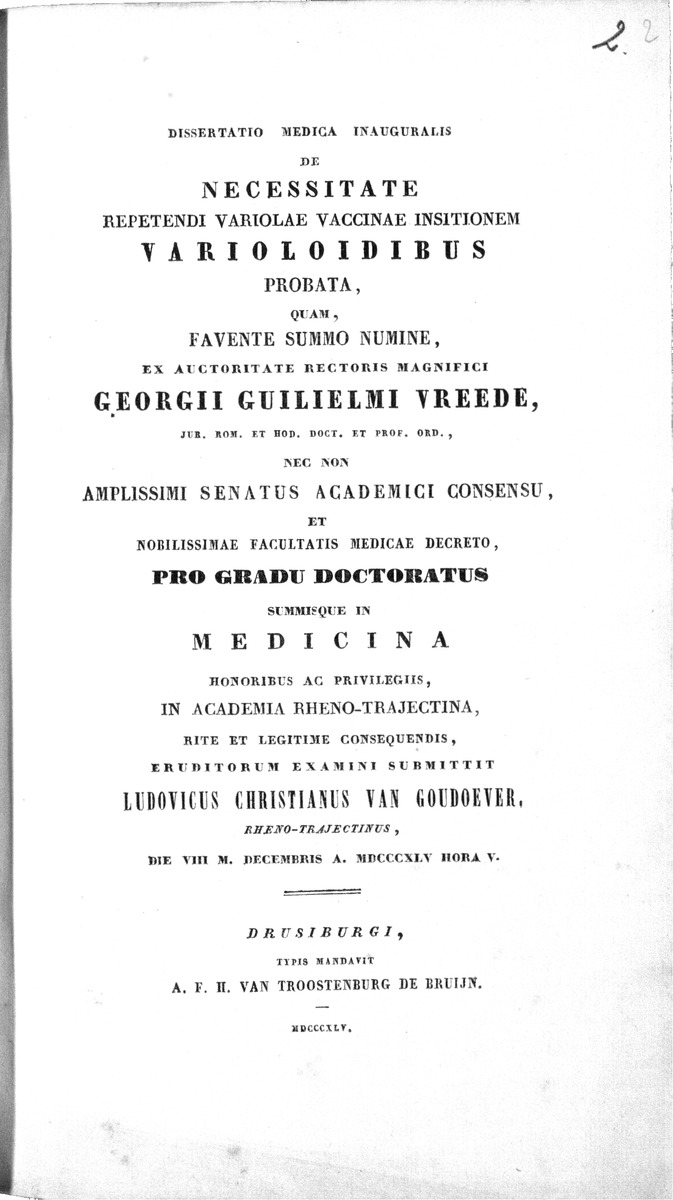 2. 2
DISSERTATIO MEDICA INAUGURALIS
DE
NECESSITATE
REPETENDI VARIOLAE VACCINAE INSITIONEM
VARIOLOIDIBUS
PROBATA,
QUAM,
FAVENTE SUMMO NUMINE,
EX AUCTORITATE RECTORIS MAGNIFICI
GEORGII GUILIELMI VREEDE,
JUR. ROM. ET HOD. DOCT. ET PROF. ORD.,
NEC NON
AMPLISSIMI SENATUS ACADEMICI CONSENSU,
ET
NOBILISSIMAE FACULTATIS MEDICAE DECRETO,
PRO GRADU DOCTORATUS
SUMMISQUE IN
MEDICINA
HONORIBUS AC PRIVILEGIIS,
IN ACADEMIA RHENO-TRAJECTINA,
RITE ET LEGITIME CONSEQUENDIS,
ERUDITORUM EXAMINI SUBMITTIT
LUDOVICUS CHRISTIANUS VAN GOUDOEVER,
RHENO-TRAJECTINUS,
DIE VIII M. DECEMBRIS A. MDCCCXLV HORA V.
DRUSIBURGI,
TYPIS MANDAVIT
A. F. H. VAN TROOSTENBURG DE BRUIJN.
MDCCCXLV.